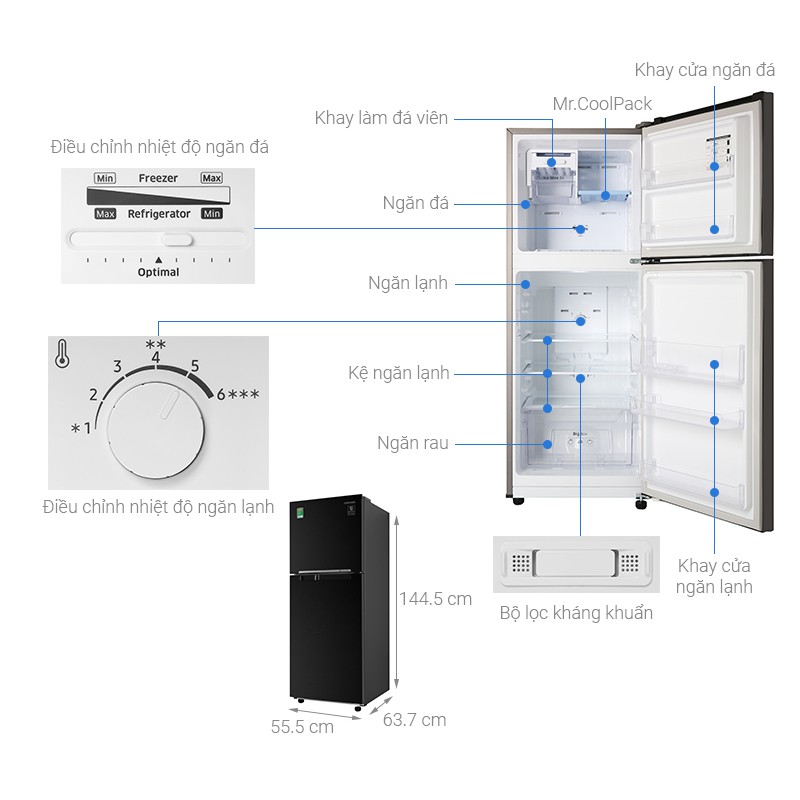 Khay cửa ngăn đá
Mr.CoolPack
Khay làm đá viên
Điều chỉnh nhiệt độ ngăn đá
Min Freezer Max
Max Refrigerator Min
Optimal
Ngăn đá
Ngăn lạnh
** 
3 4 5
2 6***
*1
Kệ ngăn lạnh
Ngăn rau
Điều chỉnh nhiệt độ ngăn lạnh
144.5 cm
55.5 cm
63.7 cm
Khay cửa
ngăn lạnh
Bộ lọc kháng khuẩn